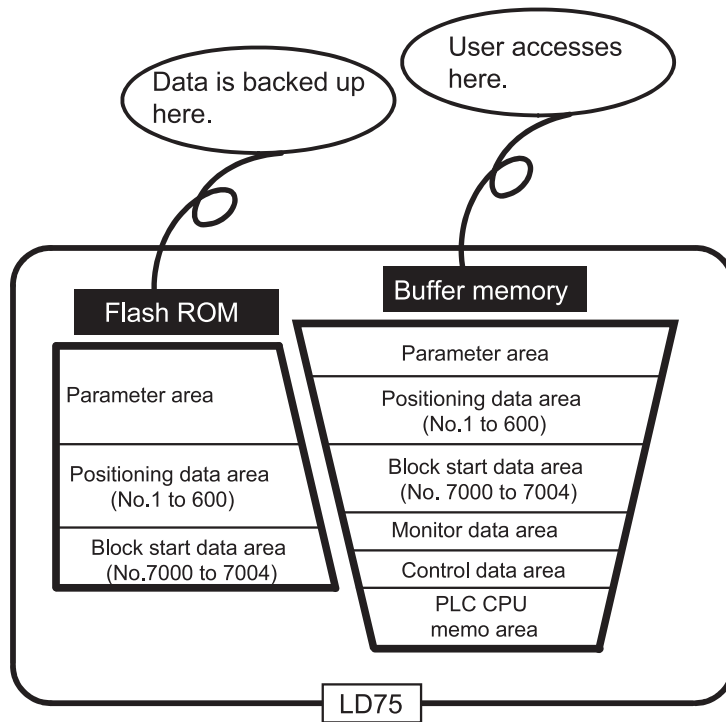 Data is backed up
here.
User accesses
here.
Flash ROM
Parameter area
Positioning data area
(No.1 to 600)
Block start data area
(No.7000 to 7004)
Buffer memory
Parameter area
Positioning data area
(No.1 to 600)
Block start data area
(No. 7000 to 7004)
Monitor data area
Control data area
PLC CPU
memo area
LD75